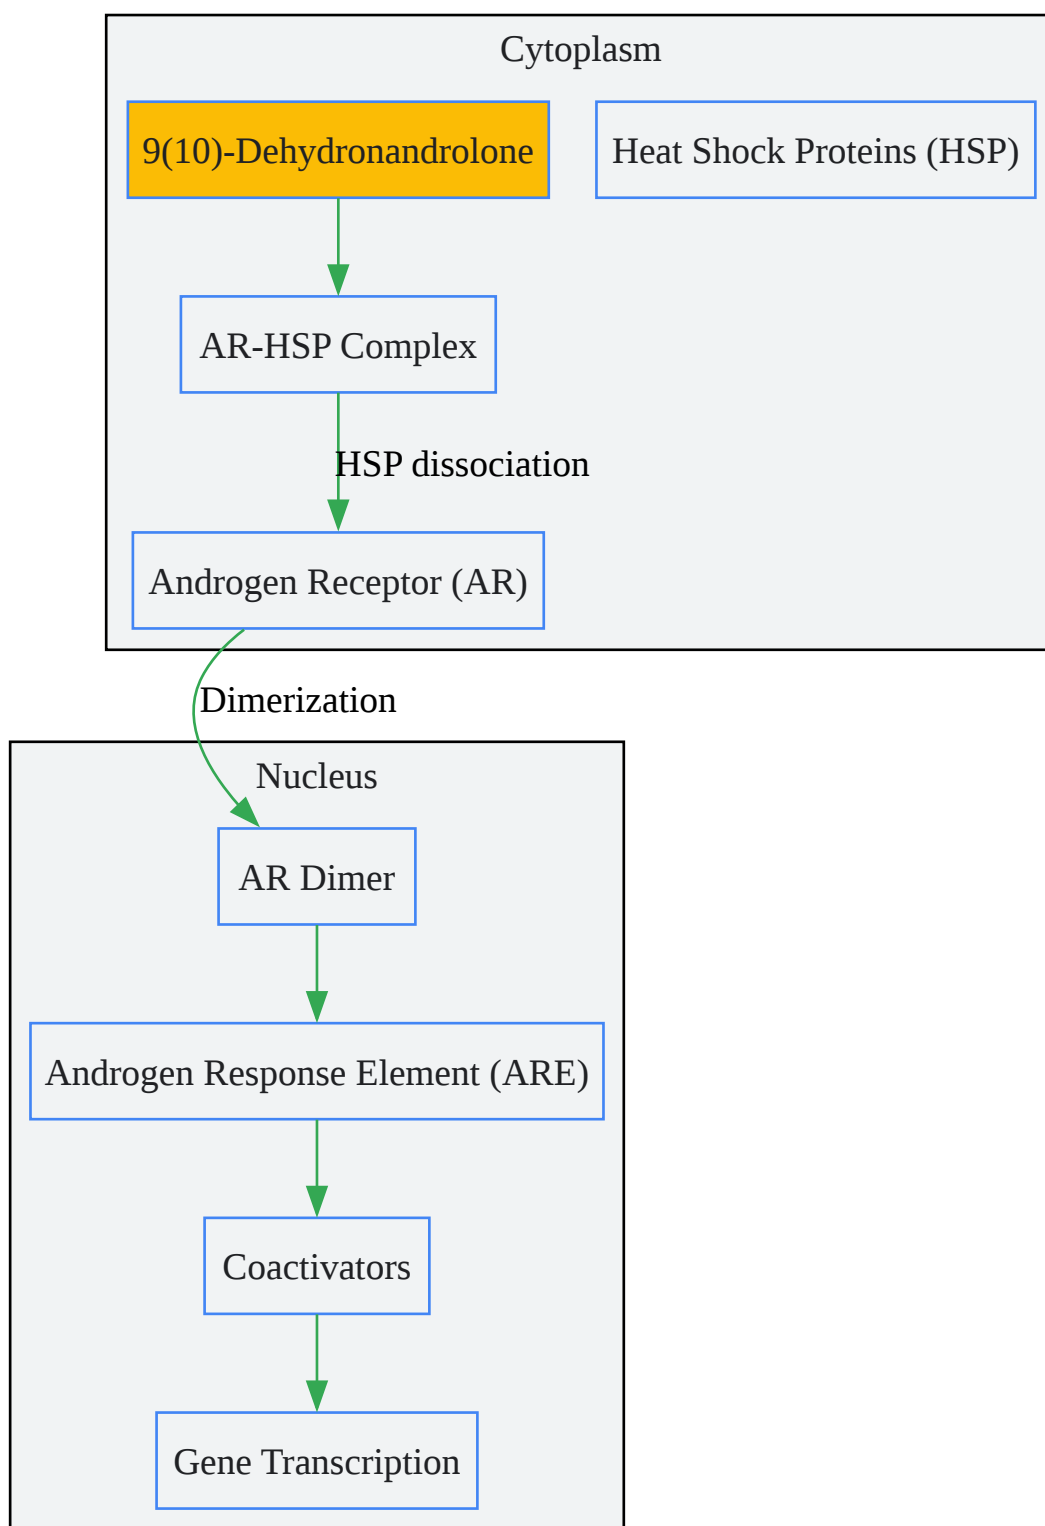 Cytoplasm
9(10)-Dehydronandrolone
Heat Shock Proteins (HSP)
AR-HSP Complex
HSP dissociation
Androgen Receptor (AR)
Dimerization
Nucleus
AR Dimer
Androgen Response Element (ARE)
Coactivators
Gene Transcription